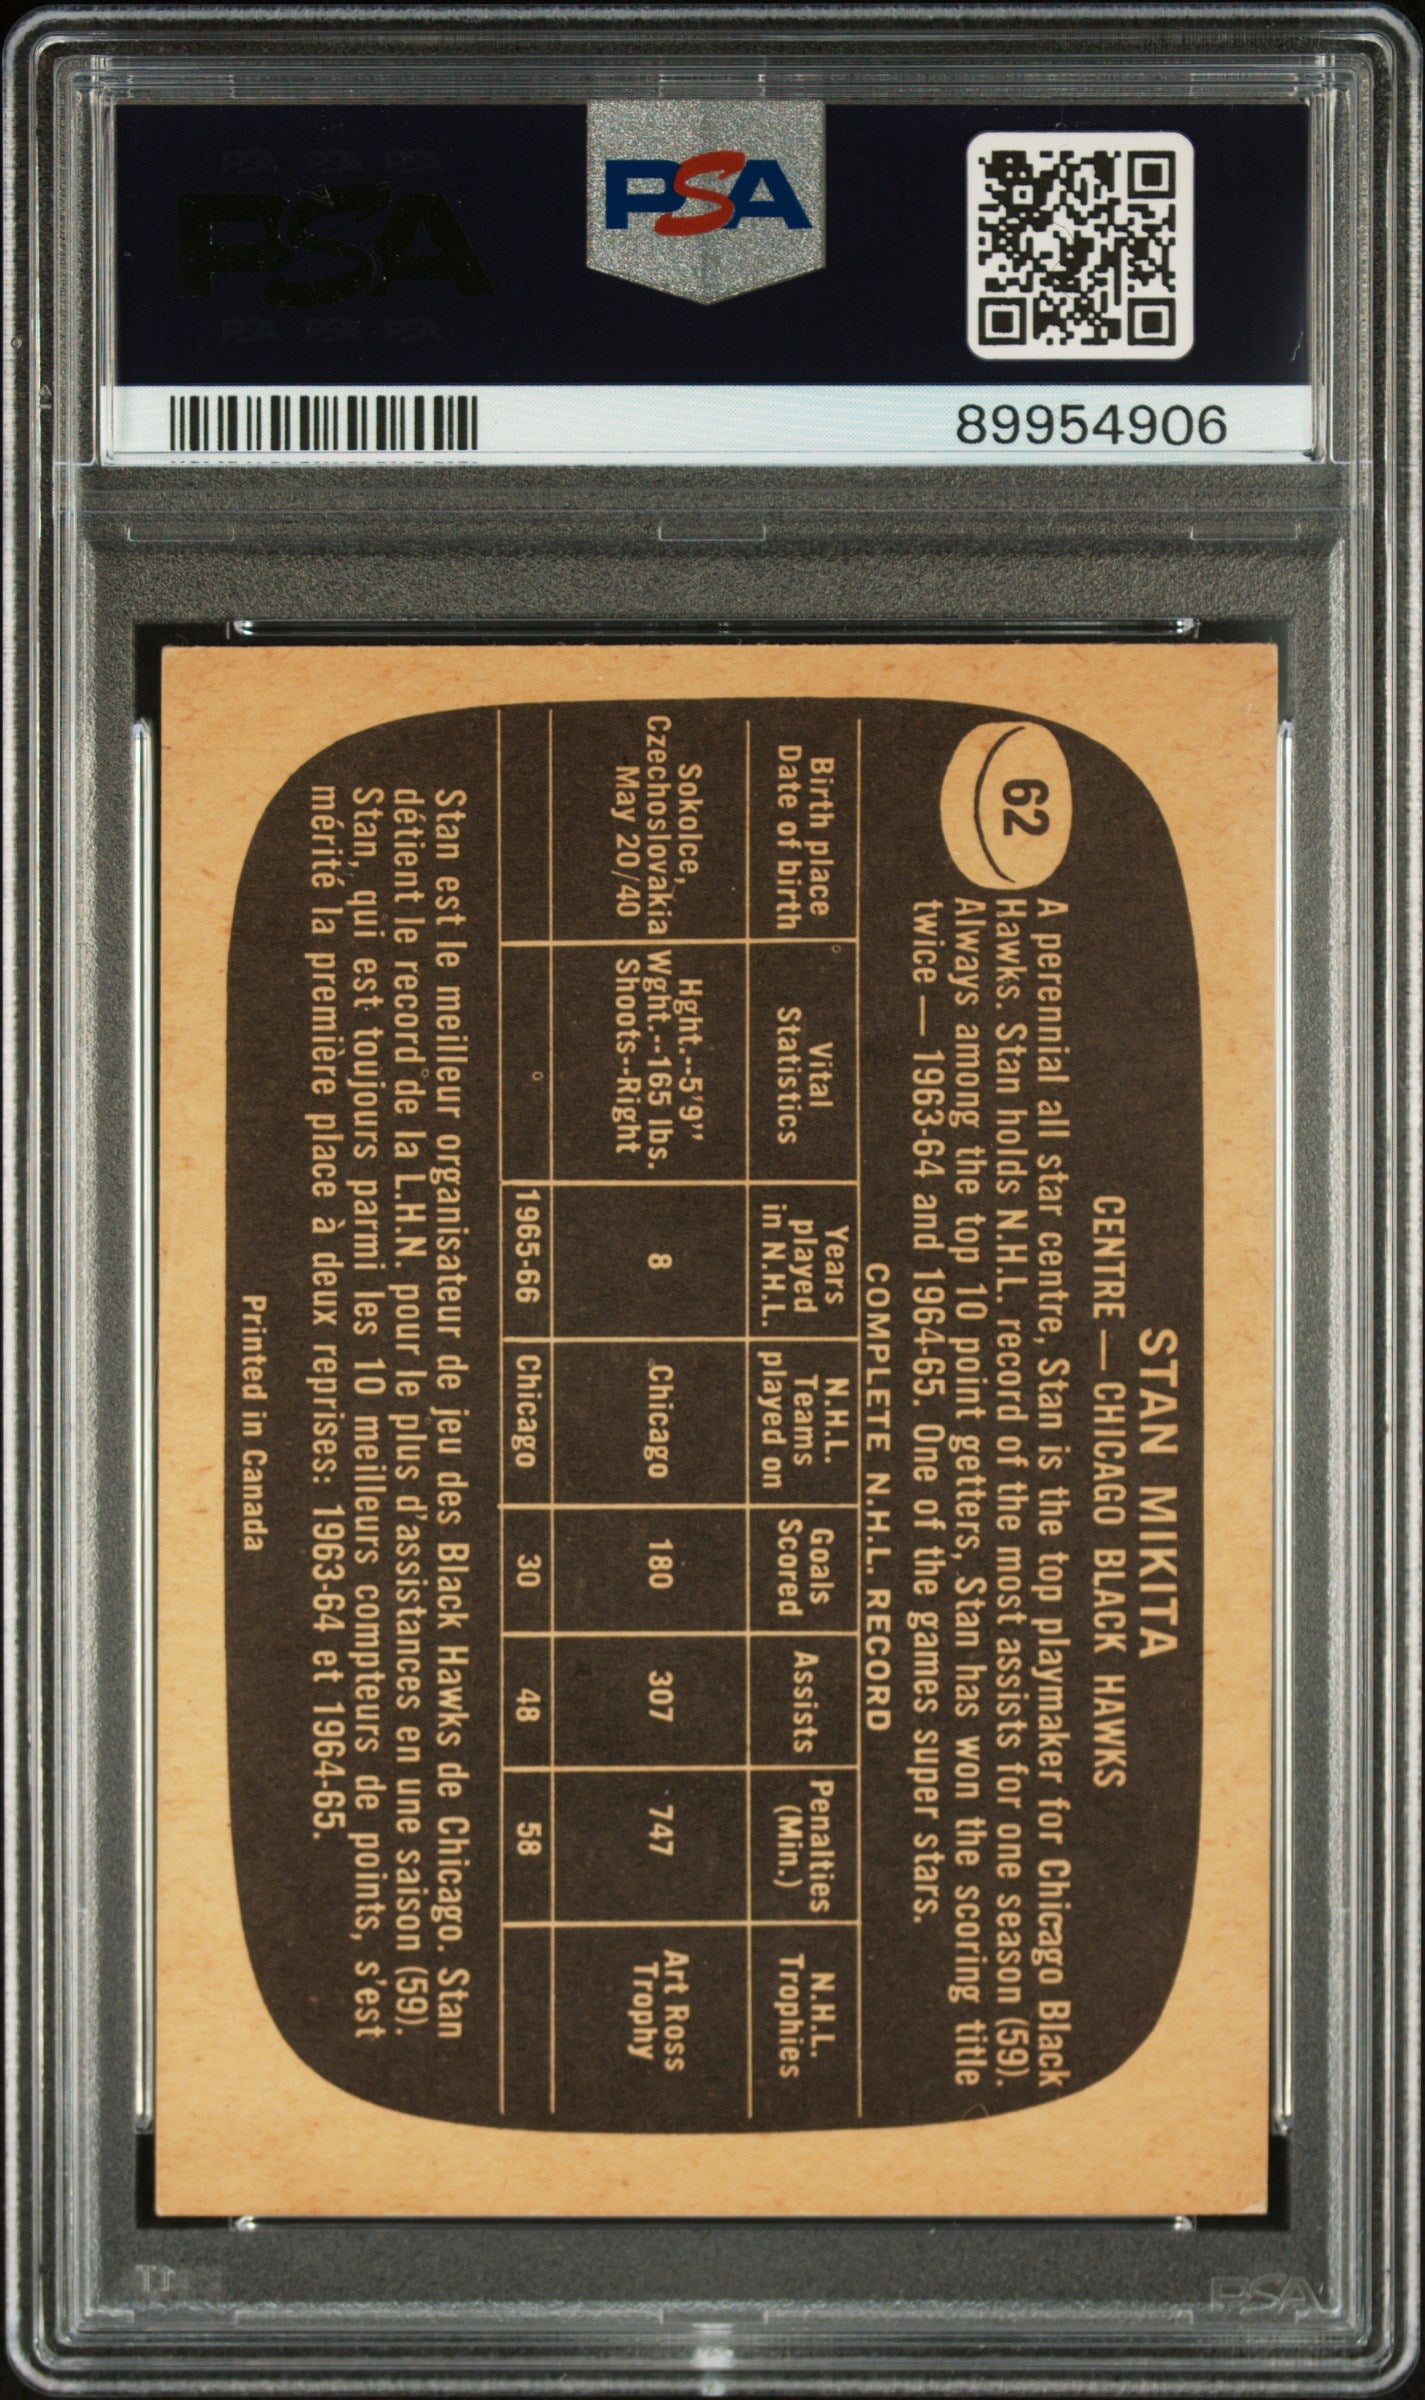 PSA PSA PSA
PSA
PSA PSA PSA
PSA
89954906
62
STAN MIKITA
CENTRE — CHICAGO BLACK HAWKS
A perennial all star centre, Stan is the top playmaker for Chicago Black
Hawks. Stan holds N.H.L. record of the most assists for one season (59).
Always among the top 10 point getters, Stan has won the scoring title
twice — 1963-64 and 1964-65. One of the games super stars.
COMPLETE N.H.L. RECORD
Birth place Date of birth Vital Statistics Years played in N.H.L. N.H.L. Teams played on Goals Scored Assists Penalties (Min.) N.H.L. Trophies
Sokolce, Czechoslovakia May 20/40 Hght.--5'9" Wght.--165 lbs. Shoots--Right 8 Chicago 180 307 747 Art Ross Trophy
1965-66 Chicago 30 48 58
Stan est le meilleur organisateur de jeu des Black Hawks de Chicago. Stan
détient le record de la L.H.N. pour le plus d'assistances en une saison (59).
Stan, qui est toujours parmi les 10 meilleurs compteurs de points, s'est
mérité la première place à deux reprises: 1963-64 et 1964-65.
Printed in Canada
PSA